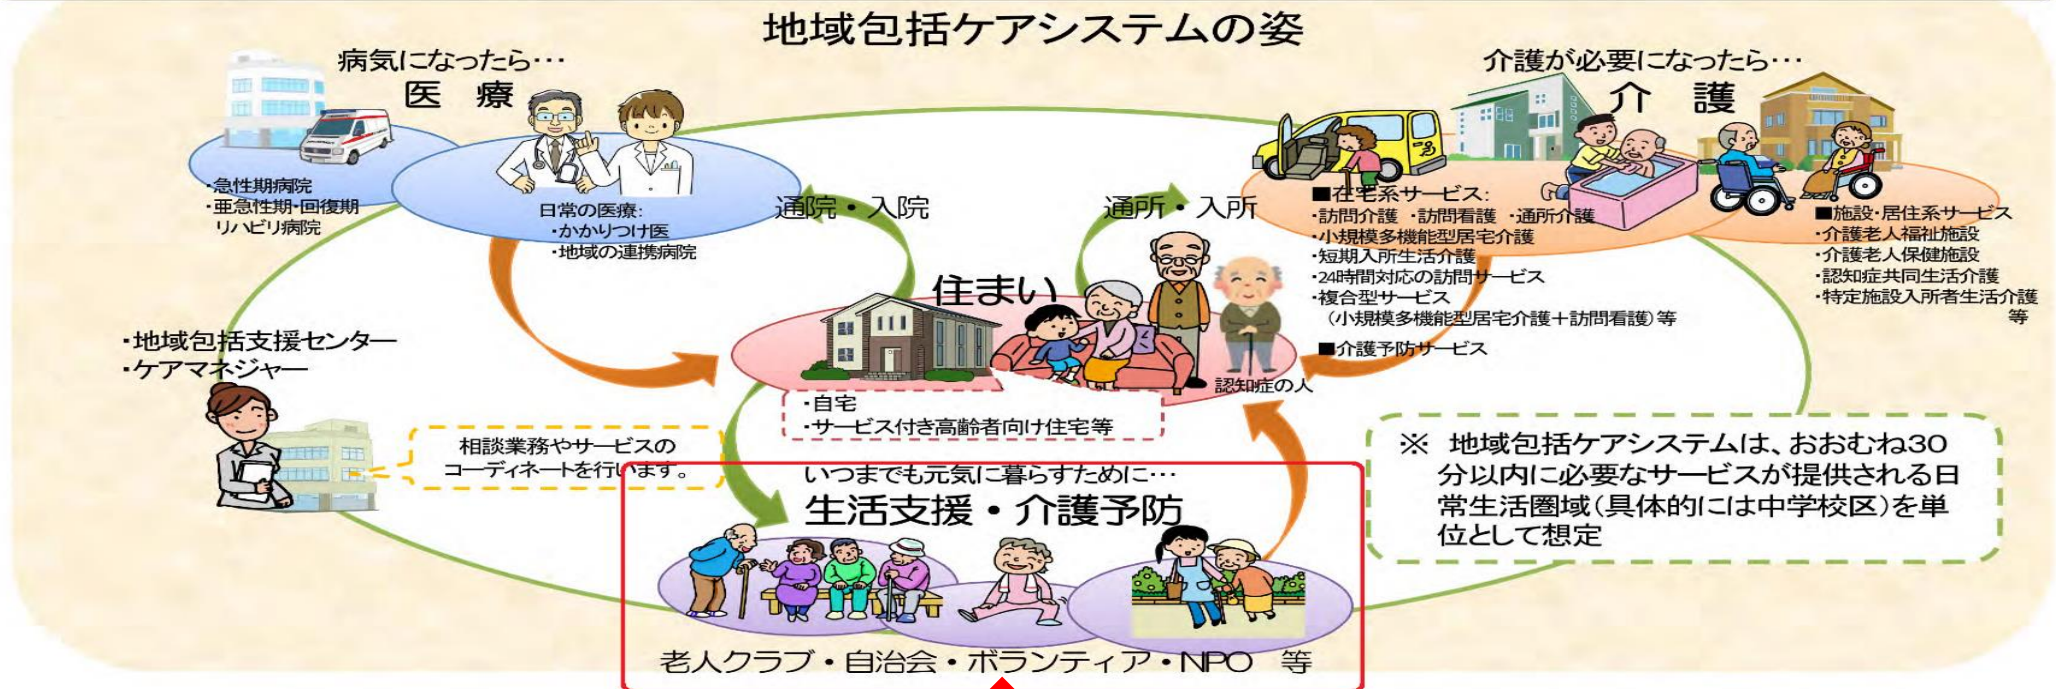 地域包括ケアシステムの姿
病気になったら…
医 療
・急性期病院
・亜急性期・回復期
リハビリ病院
日常の医療:
・かかりつけ医
・地域の連携病院
通院・入院
通所・入所
介護が必要になったら…
介 護
■在宅系サービス:
・訪問介護 ・訪問看護 ・通所介護
・小規模多機能型居宅介護
・短期入所生活介護
・24時間対応の訪問サービス
・複合型サービス
（小規模多機能型居宅介護＋訪問看護）等
■介護予防サービス
■施設・居住系サービス
・介護老人福祉施設
・介護老人保健施設
・認知症共同生活介護
・特定施設入所者生活介護
等
住まい
認知症の人
・自宅
・サービス付き高齢者向け住宅等
・地域包括支援センター
・ケアマネジャー
相談業務やサービスの
コーディネートを行います。
いつまでも元気に暮らすために…
生活支援・介護予防
老人クラブ・自治会・ボランティア・NPO 等
※ 地域包括ケアシステムは、おおむね30
分以内に必要なサービスが提供される日
常生活圏域（具体的には中学校区）を単
位として想定